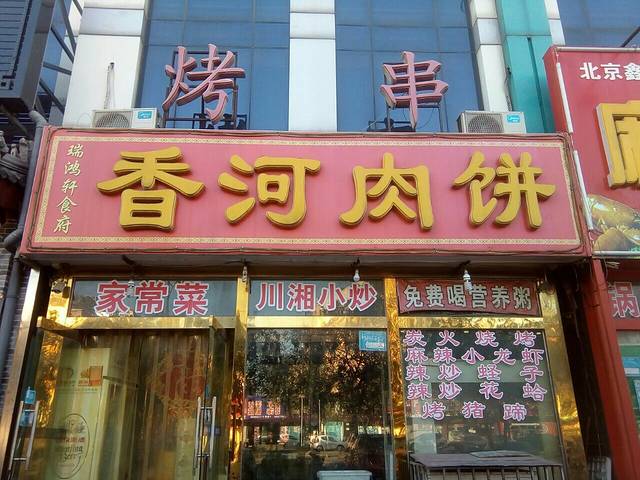 烤串
北京鑫
麻
瑞鸿轩食府
香河肉饼
家常菜
川湘小炒
免费喝营养粥
锅
炭火烧烤
麻辣小龙虾
辣炒蛏子
辣炒花蛤
烤猪蹄